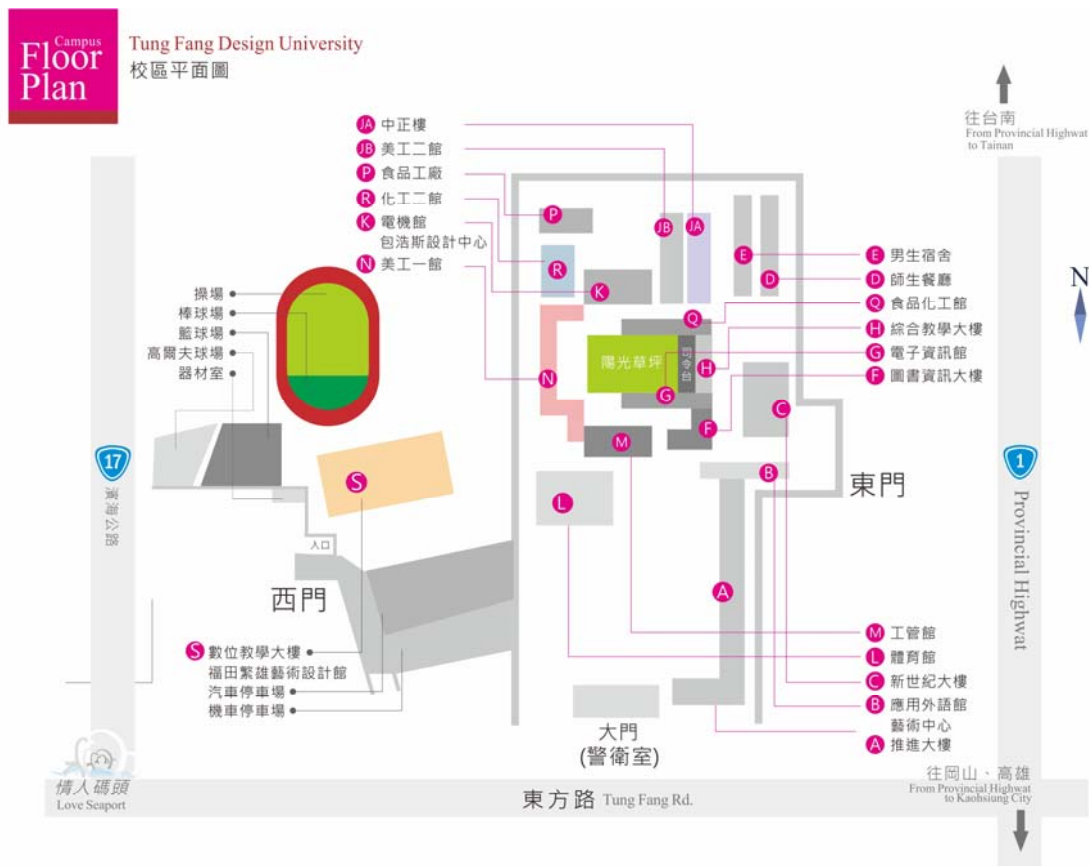 Campus
Floor
Plan
Tung Fang Design University
校區平面圖
往台南
From Provincial Highwat
to Tainan
JA 中正樓
JB 美工二館
P 食品工廠
R 化工二館
K 電機館
包浩斯設計中心
N 美工一館
操場
棒球場
籃球場
高爾夫球場
器材室
P
JB
JA
R
K
E
D
Q
陽光草坪
司令台
H
N
G
F
M
C
B
L
S
A
E 男生宿舍
D 師生餐廳
Q 食品化工館
H 綜合教學大樓
G 電子資訊館
F 圖書資訊大樓
N
17
濱海公路
1
Provincial Highwat
東門
入口
西門
S 數位教學大樓
福田繁雄藝術設計館
汽車停車場
機車停車場
M 工管館
L 體育館
C 新世紀大樓
B 應用外語館
藝術中心
A 推進大樓
大門
(警衛室)
情人碼頭
Love Seaport
東方路 Tung Fang Rd.
往岡山、高雄
From Provincial Highwat
to Kaohsiung City